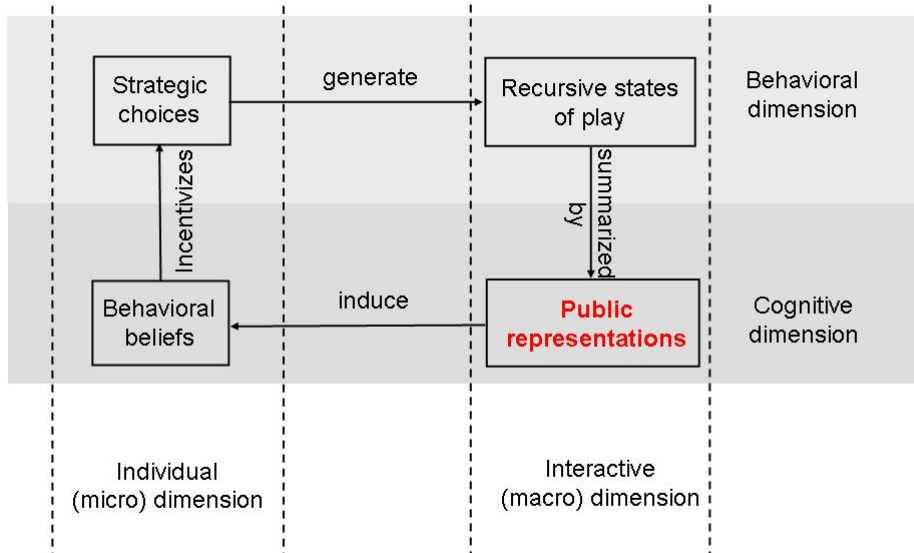 Strategic
choices
generate
Recursive states
of play
Behavioral
dimension
Incentivizes
summarized
by
Behavioral
beliefs
induce
Public
representations
Cognitive
dimension
Individual
(micro) dimension
Interactive
(macro) dimension